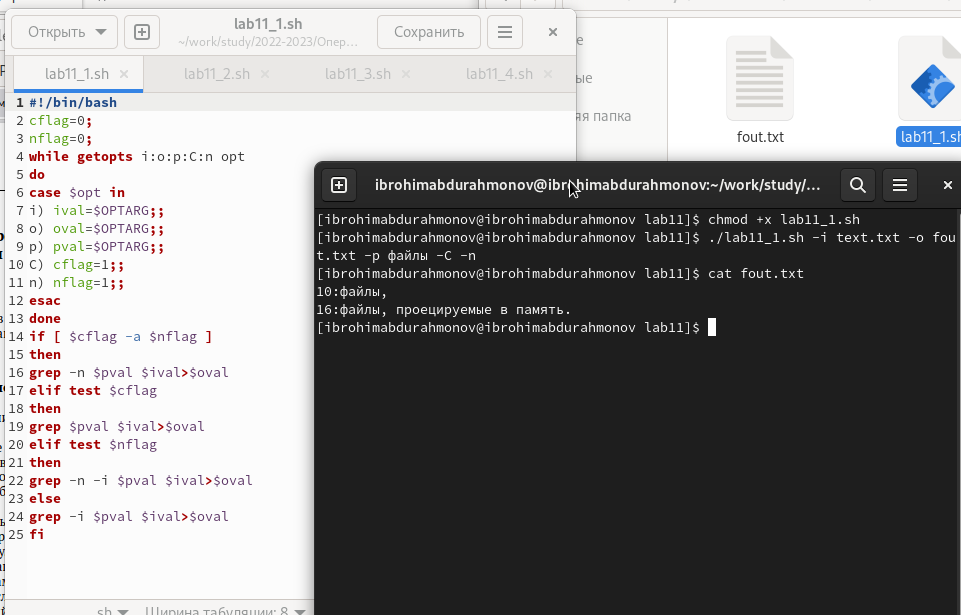 Открыть
lab11_1.sh
~/work/study/2022-2023/Опер...
Сохранить
lab11_1.sh
lab11_2.sh
lab11_3.sh
lab11_4.sh
1 #!/bin/bash
2 cflag=0;
3 nflag=0;
4 while getopts i:o:p:C:n opt
5 do
6 case $opt in
7 i) ival=$OPTARG;;
8 o) oval=$OPTARG;;
9 p) pval=$OPTARG;;
10 C) cflag=1;;
11 n) nflag=1;;
12 esac
13 done
14 if [ $cflag -a $nflag ]
15 then
16 grep -n $pval $ival>$oval
17 elif test $cflag
18 then
19 grep $pval $ival>$oval
20 elif test $nflag
21 then
22 grep -n -i $pval $ival>$oval
23 else
24 grep -i $pval $ival>$oval
25 fi
sh
Ширина табуляции: 8
папка
fout.txt
lab11_1.sh
ibrohimabdurahmonov@ibrohimabdurahmonov:~/work/study/...
[ibrohimabdurahmonov@ibrohimabdurahmonov lab11]$ chmod +x lab11_1.sh
[ibrohimabdurahmonov@ibrohimabdurahmonov lab11]$ ./lab11_1.sh -i text.txt -o fou
t.txt -p файлы -C -n
[ibrohimabdurahmonov@ibrohimabdurahmonov lab11]$ cat fout.txt
10:файлы,
16:файлы, проецируемые в память.
[ibrohimabdurahmonov@ibrohimabdurahmonov lab11]$